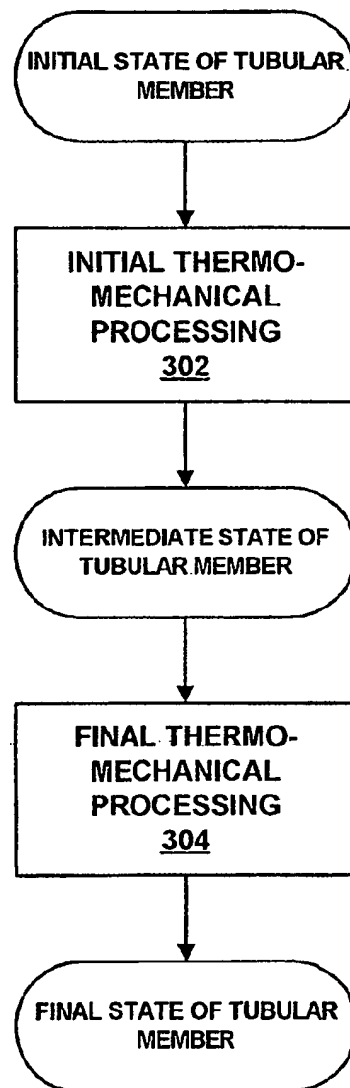 INITIAL STATE OF TUBULAR
MEMBER
INITIAL THERMO-
MECHANICAL
PROCESSING
302
INTERMEDIATE STATE OF
TUBULAR MEMBER
FINAL THERMO-
MECHANICAL
PROCESSING
304
FINAL STATE OF TUBULAR
MEMBER